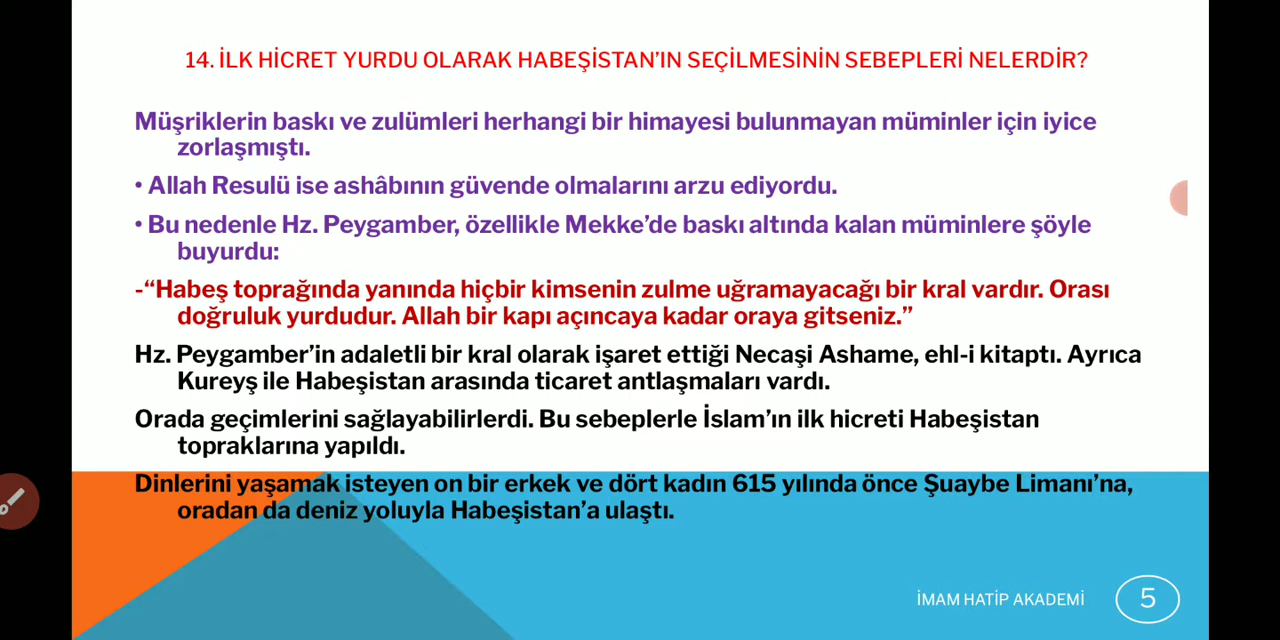 14. İLK HİCRET YURDU OLARAK HABEŞİSTAN’IN SEÇİLMESİNİN SEBEPLERİ NELERDİR?
Müşriklerin baskı ve zulümleri herhangi bir himayesi bulunmayan müminler için iyice
zorlaşmıştı.
• Allah Resulü ise ashâbının güvende olmalarını arzu ediyordu.
• Bu nedenle Hz. Peygamber, özellikle Mekke’de baskı altında kalan müminlere şöyle
buyurdu:
-“Habeş toprağında yanında hiçbir kimsenin zulme uğramayacağı bir kral vardır. Orası
doğruluk yurdudur. Allah bir kapı açıncaya kadar oraya gitseniz.”
Hz. Peygamber’in adaletli bir kral olarak işaret ettiği Necaşi Ashame, ehl-i kitaptı. Ayrıca
Kureyş ile Habeşistan arasında ticaret antlaşmaları vardı.
Orada geçimlerini sağlayabilirlerdi. Bu sebeplerle İslam’ın ilk hicreti Habeşistan
topraklarına yapıldı.
Dinlerini yaşamak isteyen on bir erkek ve dört kadın 615 yılında önce Şuaybe Limanı’na,
oradan da deniz yoluyla Habeşistan’a ulaştı.
İMAM HATİP AKADEMİ
5